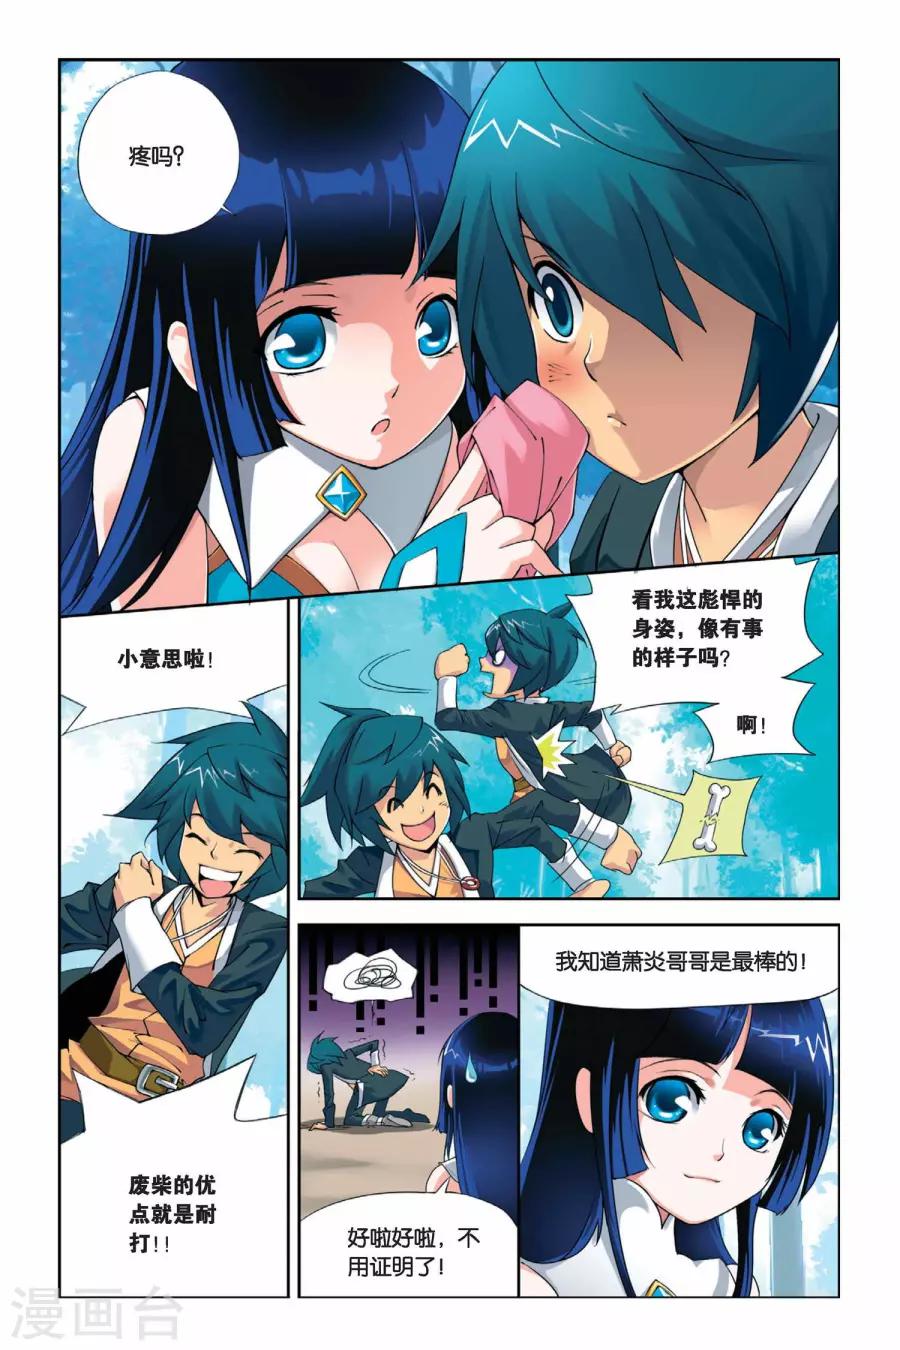 疼吗？
小意思啦！
废柴的优
点就是耐
打！！
看我这彪悍的
身姿，像有事
的样子吗？
啊！
好啦好啦，不
用证明了！
我知道萧炎哥哥是最棒的！
漫画台